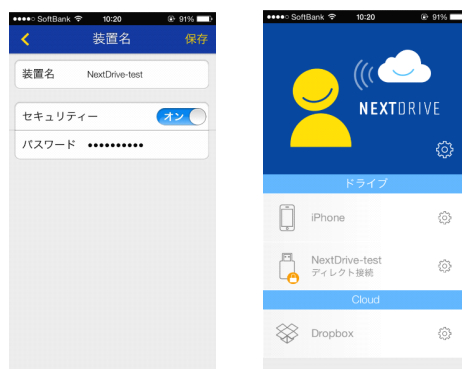 SoftBank 10:20 91%
装置名 保存
装置名 NextDrive-test
セキュリティー オン
パスワード ••••••••••
SoftBank 10:20 91%
NEXTDRIVE
ドライブ
iPhone
NextDrive-test
ディレクト接続
Cloud
Dropbox